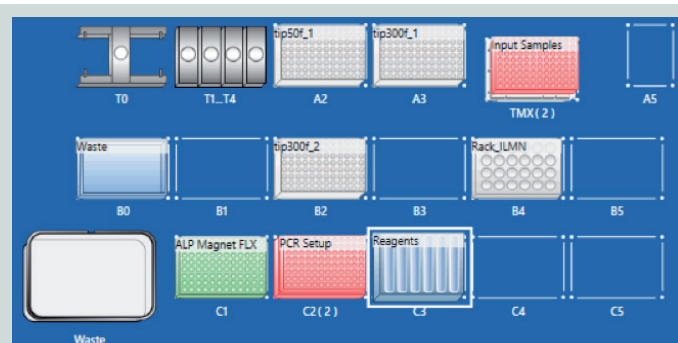 tip50f_1
tip300f_1
Input Samples
T0
T1...T4
A2
A3
TMX ( 2 )
A5
Waste
tip300f_2
Rack_ILMN
B0
B1
B2
B3
B4
B5
ALP Magnet FLX
PCR Setup
Reagents
C1
C2 ( 2 )
C3
C4
C5
Waste